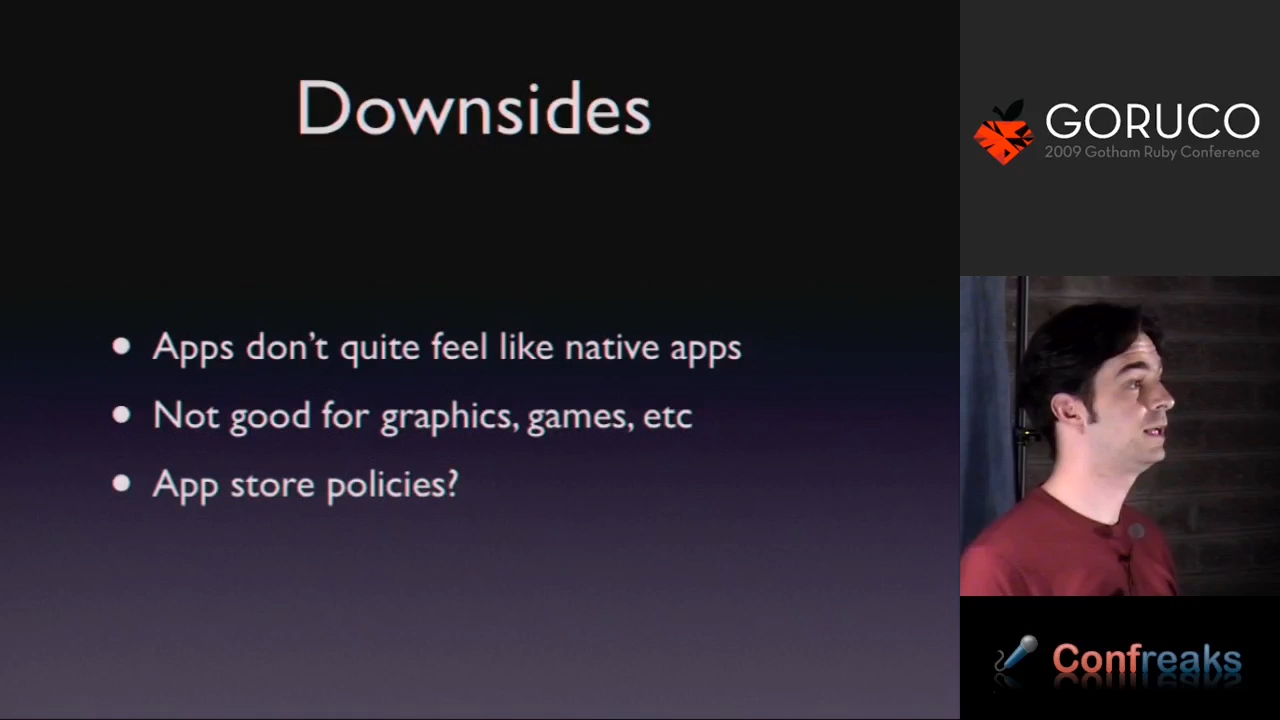 Downsides
• Apps don't quite feel like native apps
• Not good for graphics, games, etc
• App store policies?
GORUCO
2009 Gotham Ruby Conference
Confreaks